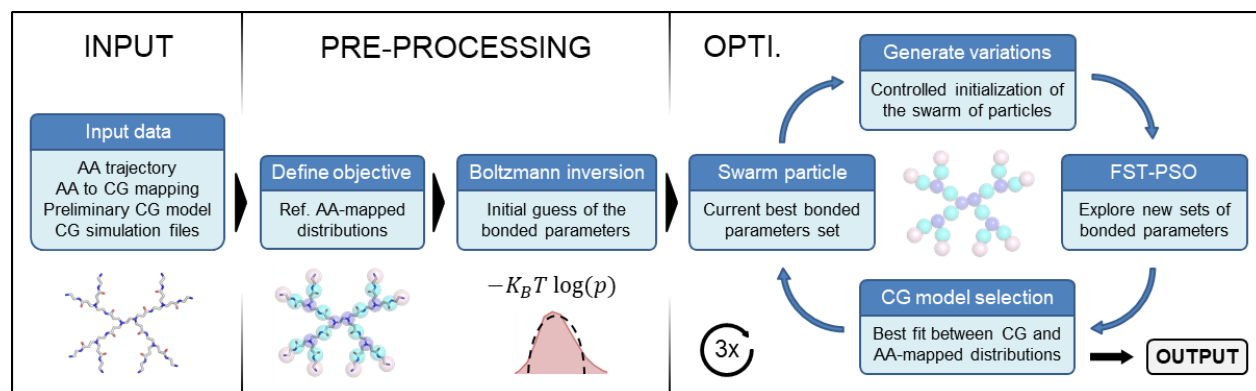 INPUT
PRE-PROCESSING
OPTI.
Input data
AA trajectory
AA to CG mapping
Preliminary CG model
CG simulation files
Define objective
Ref. AA-mapped
distributions
Boltzmann inversion
Initial guess of the
bonded parameters
−K_B T log(p)
Swarm particle
Current best bonded
parameters set
Generate variations
Controlled initialization of
the swarm of particles
FST-PSO
Explore new sets of
bonded parameters
CG model selection
Best fit between CG and
AA-mapped distributions
3x
OUTPUT